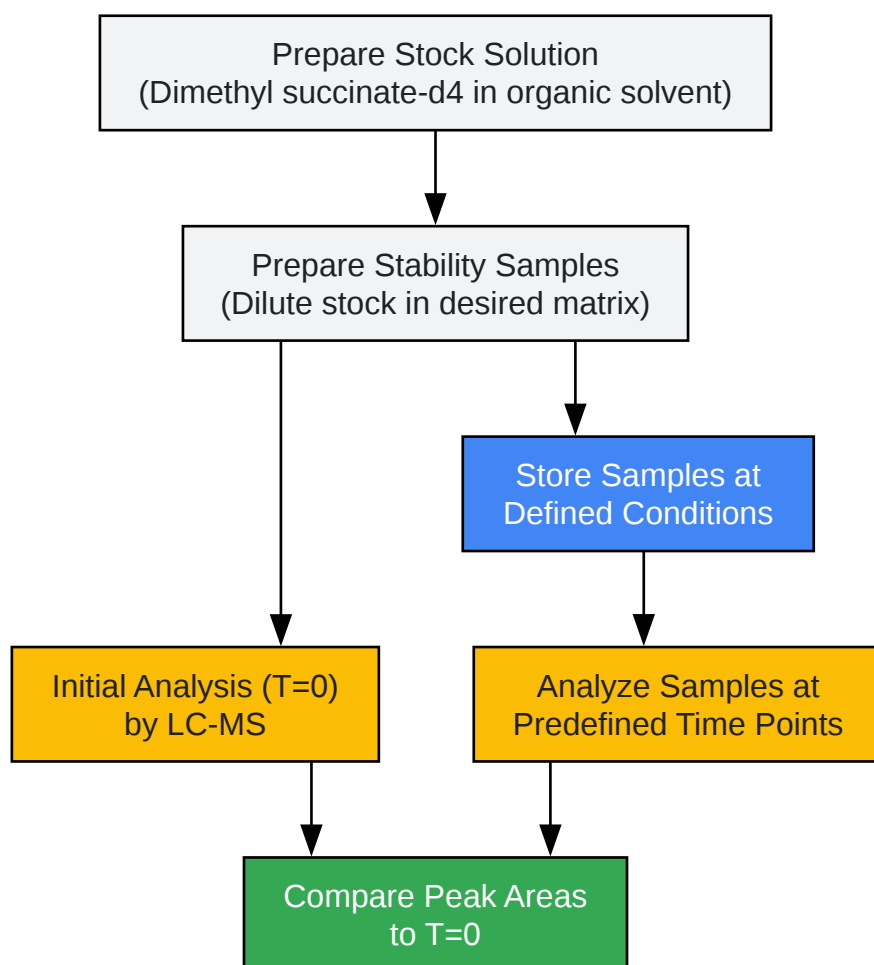 Prepare Stock Solution
(Dimethyl succinate-d4 in organic solvent)
Prepare Stability Samples
(Dilute stock in desired matrix)
Store Samples at
Defined Conditions
Initial Analysis (T=0)
by LC-MS
Analyze Samples at
Predefined Time Points
Compare Peak Areas
to T=0